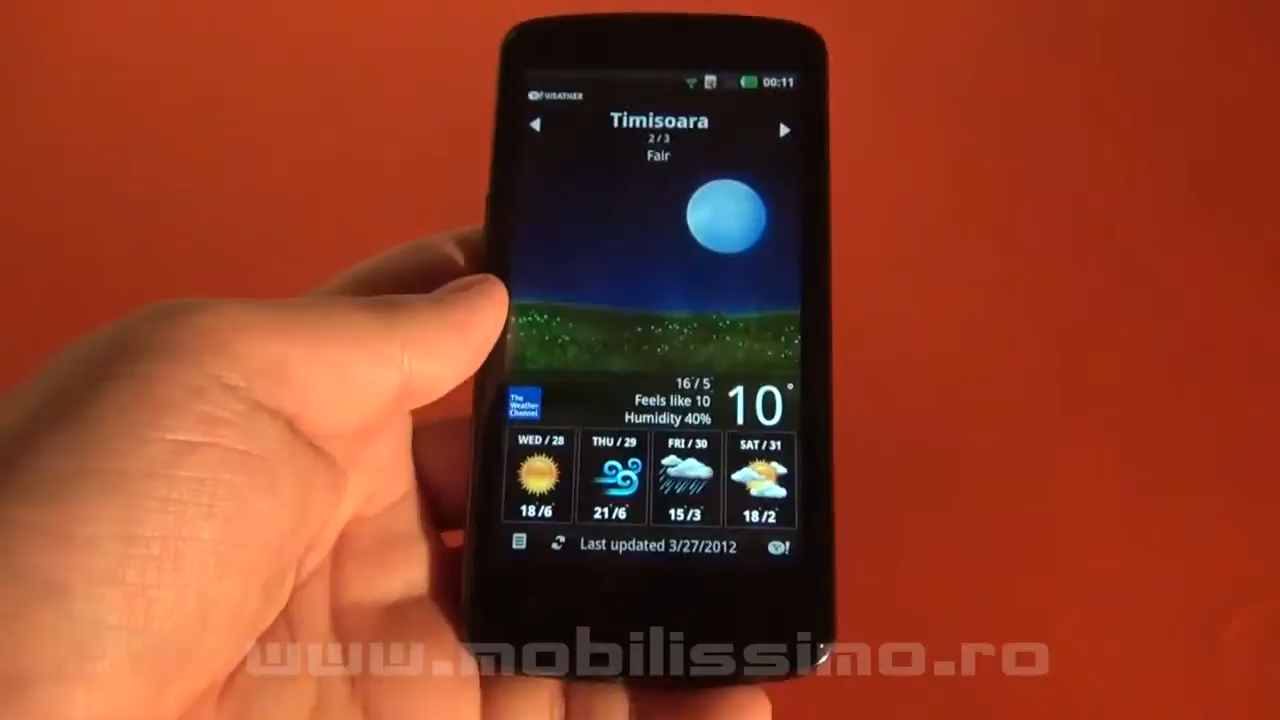 00:11
WEATHER
Timisoara
2/3
Fair
16°/5°
Feels like 10
Humidity 40%
10°
The
Weather
Channel
WED / 28
THU / 29
FRI / 30
SAT / 31
18°/6°
21°/6°
15°/3°
18°/2°
Last updated 3/27/2012
Y!
www.mobilissimo.ro